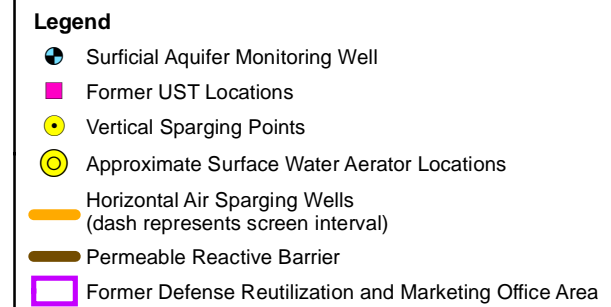 Legend
Surficial Aquifer Monitoring Well
Former UST Locations
Vertical Sparging Points
Approximate Surface Water Aerator Locations
Horizontal Air Sparging Wells
(dash represents screen interval)
Permeable Reactive Barrier
Former Defense Reutilization and Marketing Office Area